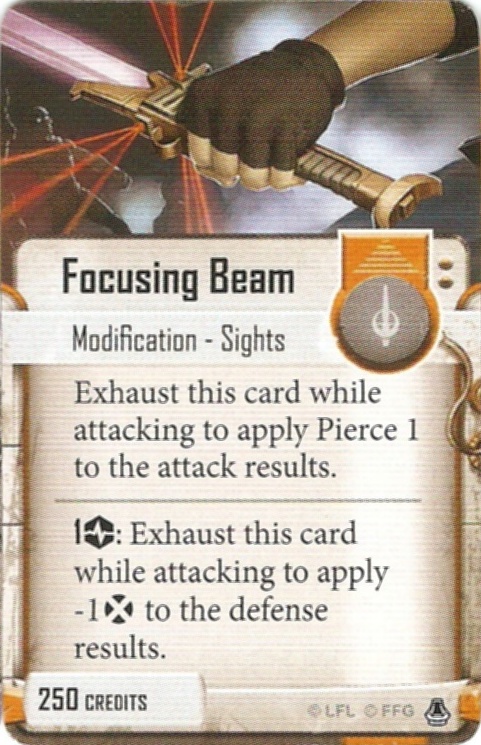 Focusing Beam
Modification - Sights
Exhaust this card while
attacking to apply Pierce 1
to the attack results.
1: Exhaust this card
while attacking to apply
-1 to the defense
results.
250 CREDITS
© LFL © FFG